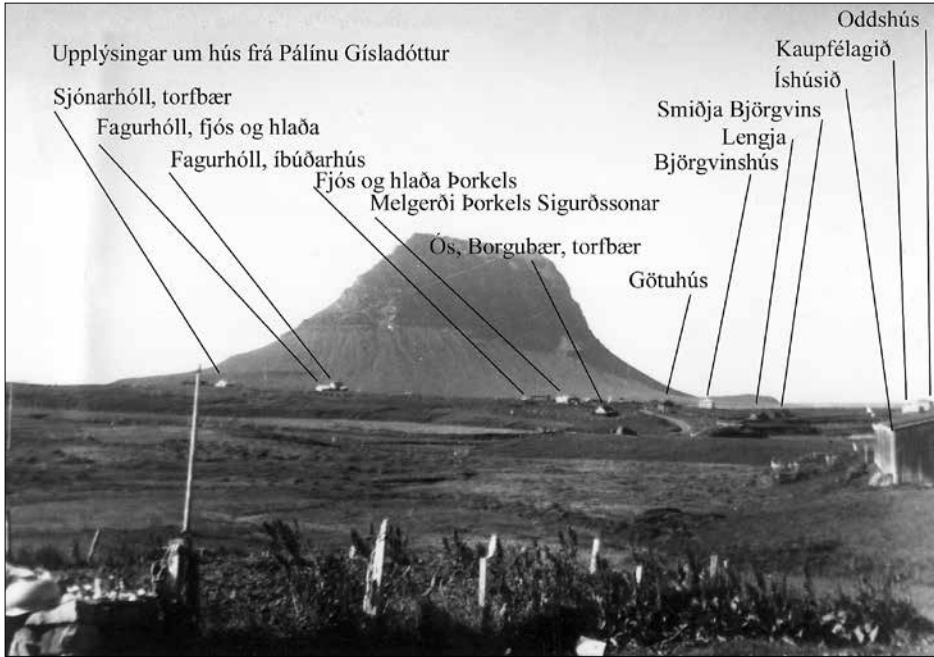 Upplýsingar um hús frá Pálínu Gísladóttur
Sjónarhóll, torfbær
Fagurhóll, fjós og hlaða
Fagurhóll, íbúðarhús
Fjós og hlaða Þorkels
Melgerði Þorkels Sigurðssonar
Ós, Borgubær, torfbær
Götuhús
Björgvinshús
Lengja
Smiðja Björgvins
Íshúsið
Kaupfélagið
Oddshús